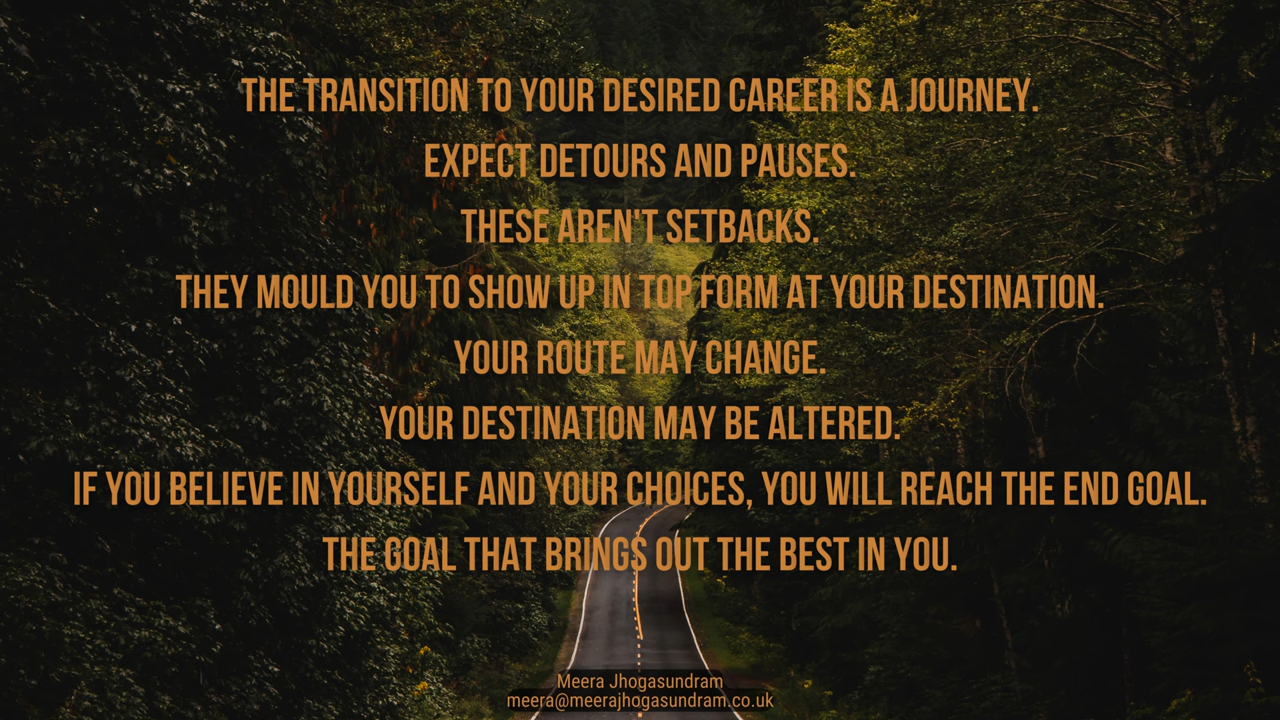 THE TRANSITION TO YOUR DESIRED CAREER IS A JOURNEY.
EXPECT DETOURS AND PAUSES.
THESE AREN'T SETBACKS.
THEY MOULD YOU TO SHOW UP IN TOP FORM AT YOUR DESTINATION.
YOUR ROUTE MAY CHANGE.
YOUR DESTINATION MAY BE ALTERED.
IF YOU BELIEVE IN YOURSELF AND YOUR CHOICES, YOU WILL REACH THE END GOAL.
THE GOAL THAT BRINGS OUT THE BEST IN YOU.
Meera Jhogasundram
meera@meerajhogasundram.co.uk